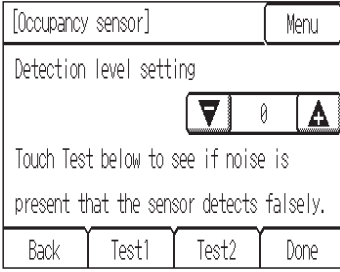 [Occupancy sensor] Menu
Detection level setting
0
Touch Test below to see if noise is
present that the sensor detects falsely.
Back Test1 Test2 Done